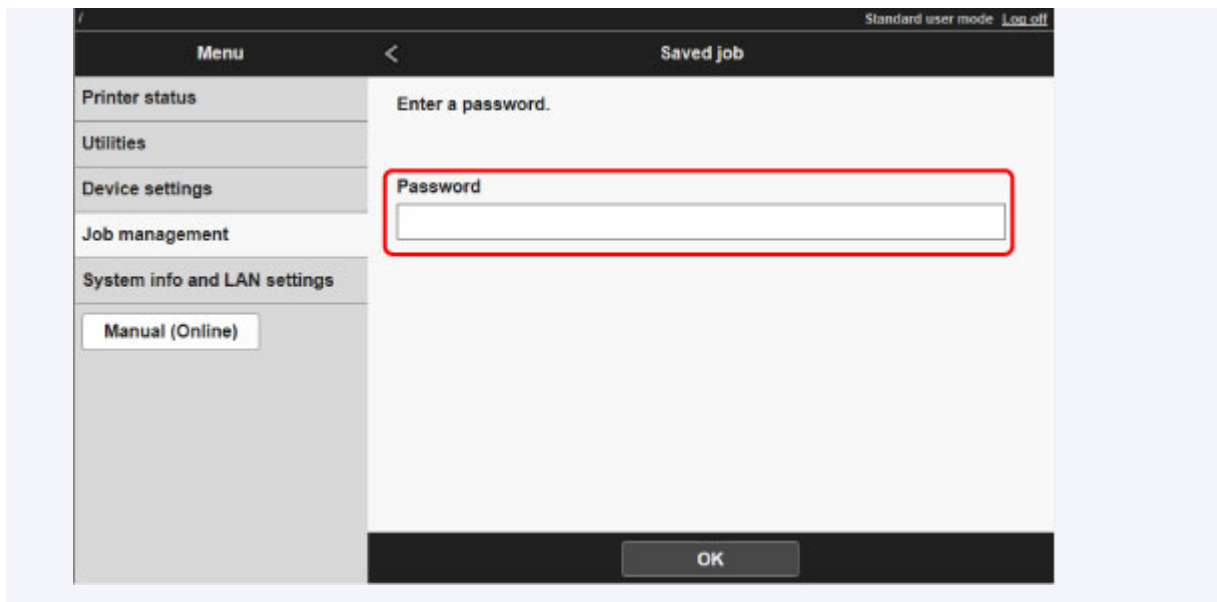 /
Standard user mode Log off
Menu
<
Saved job
Printer status
Utilities
Device settings
Job management
System info and LAN settings
Manual (Online)
Enter a password.
Password
OK